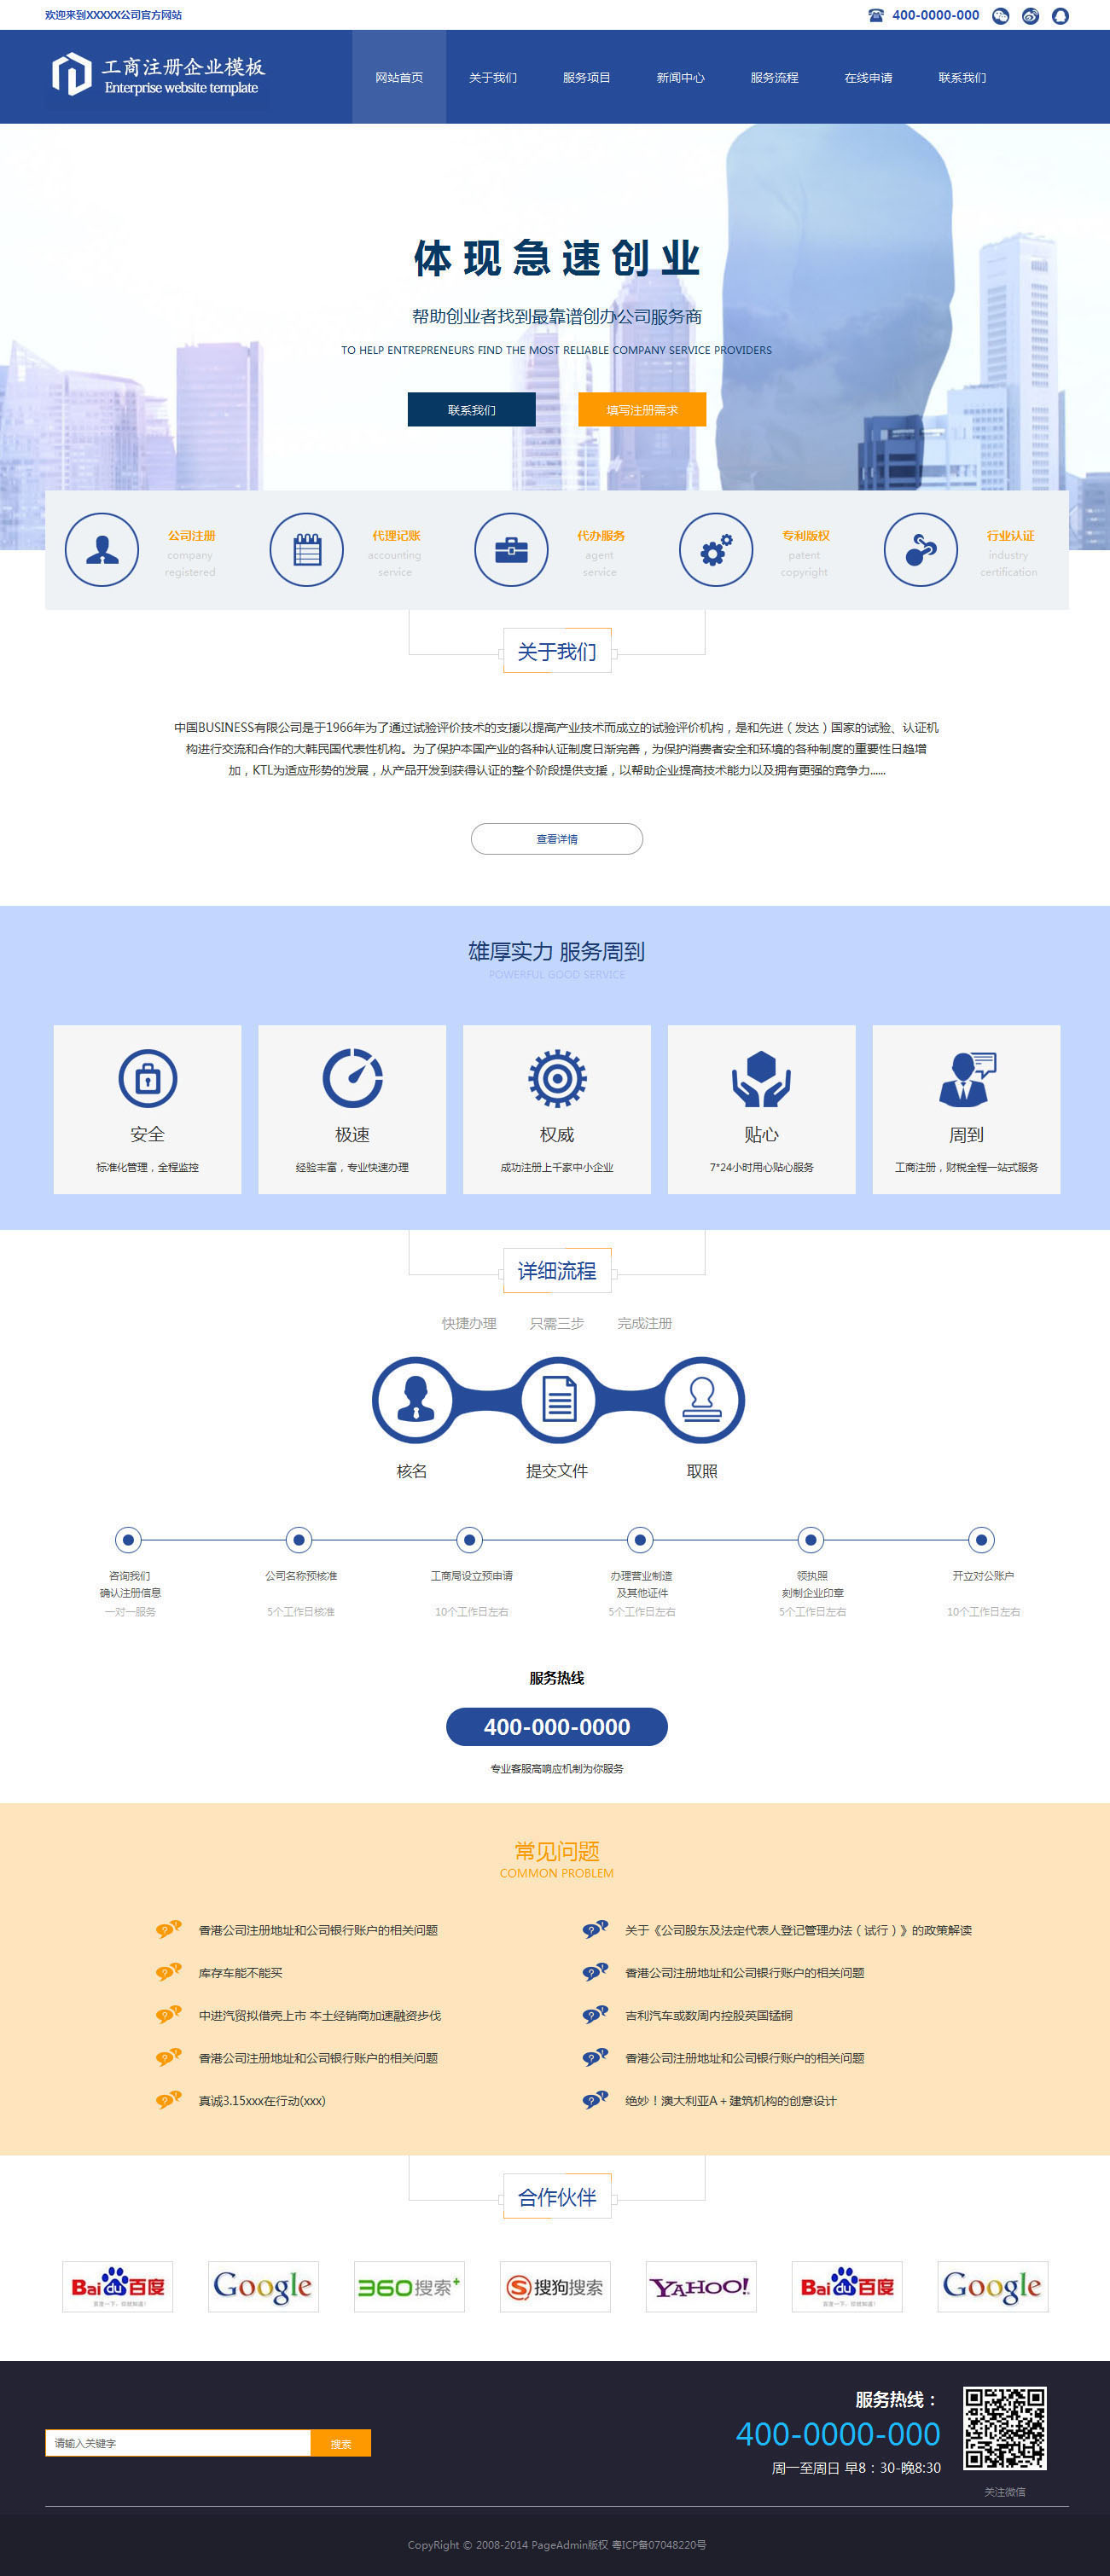 欢迎来到XXXXX公司官方网站
400-0000-000
工商注册企业模板
Enterprise website template
网站首页 关于我们 服务项目 新闻中心 服务流程 在线申请 联系我们
体现急速创业
帮助创业者找到最靠谱创办公司服务商
TO HELP ENTREPRENEURS FIND THE MOST RELIABLE COMPANY SERVICE PROVIDERS
联系我们 填写注册需求
公司注册
company
registered
代理记账
accounting
service
代办服务
agent
service
专利版权
patent
copyright
行业认证
industry
certification
关于我们
中国BUSINESS有限公司是于1966年为了通过试验评价技术的支援以提高产业技术而成立的试验评价机构，是和先进（发达）国家的试验、认证机
构进行交流和合作的大韩民国代表性机构。为了保护本国产业的各种认证制度日渐完善，为保护消费者安全和环境的各种制度的重要性日趋增
加，KTL为适应形势的发展，从产品开发到获得认证的整个阶段提供支援，以帮助企业提高技术能力以及拥有更强的竞争力......
查看详情
雄厚实力 服务周到
POWERFUL GOOD SERVICE
安全
标准化管理，全程监控
极速
经验丰富，专业快速办理
权威
成功注册上千家中小企业
贴心
7*24小时用心贴心服务
周到
工商注册，财税全程一站式服务
详细流程
快捷办理 只需三步 完成注册
核名 提交文件 取照
咨询我们
确认注册信息
一对一服务
公司名称预核准
5个工作日核准
工商局设立预申请
10个工作日左右
办理营业制造
及其他证件
5个工作日左右
领执照
刻制企业印章
5个工作日左右
开立对公账户
10个工作日左右
服务热线
400-000-0000
专业客服高响应机制为你服务
常见问题
COMMON PROBLEM
香港公司注册地址和公司银行账户的相关问题
关于《公司股东及法定代表人登记管理办法（试行）》的政策解读
库存车能不能买
香港公司注册地址和公司银行账户的相关问题
中进汽贸拟借壳上市 本土经销商加速融资步伐
吉利汽车或数周内控股英国锰铜
香港公司注册地址和公司银行账户的相关问题
香港公司注册地址和公司银行账户的相关问题
真诚3.15xxx在行动(xxx)
绝妙！澳大利亚A＋建筑机构的创意设计
合作伙伴
Bai du 百度
百度一下，你就知道！
Google
360搜索+
S 搜狗搜索
YAHOO!
Bai du 百度
百度一下，你就知道！
Google
请输入关键字
搜索
服务热线：
400-0000-000
周一至周日 早8：30-晚8:30
关注微信
CopyRight © 2008-2014 PageAdmin版权 粤ICP备07048220号